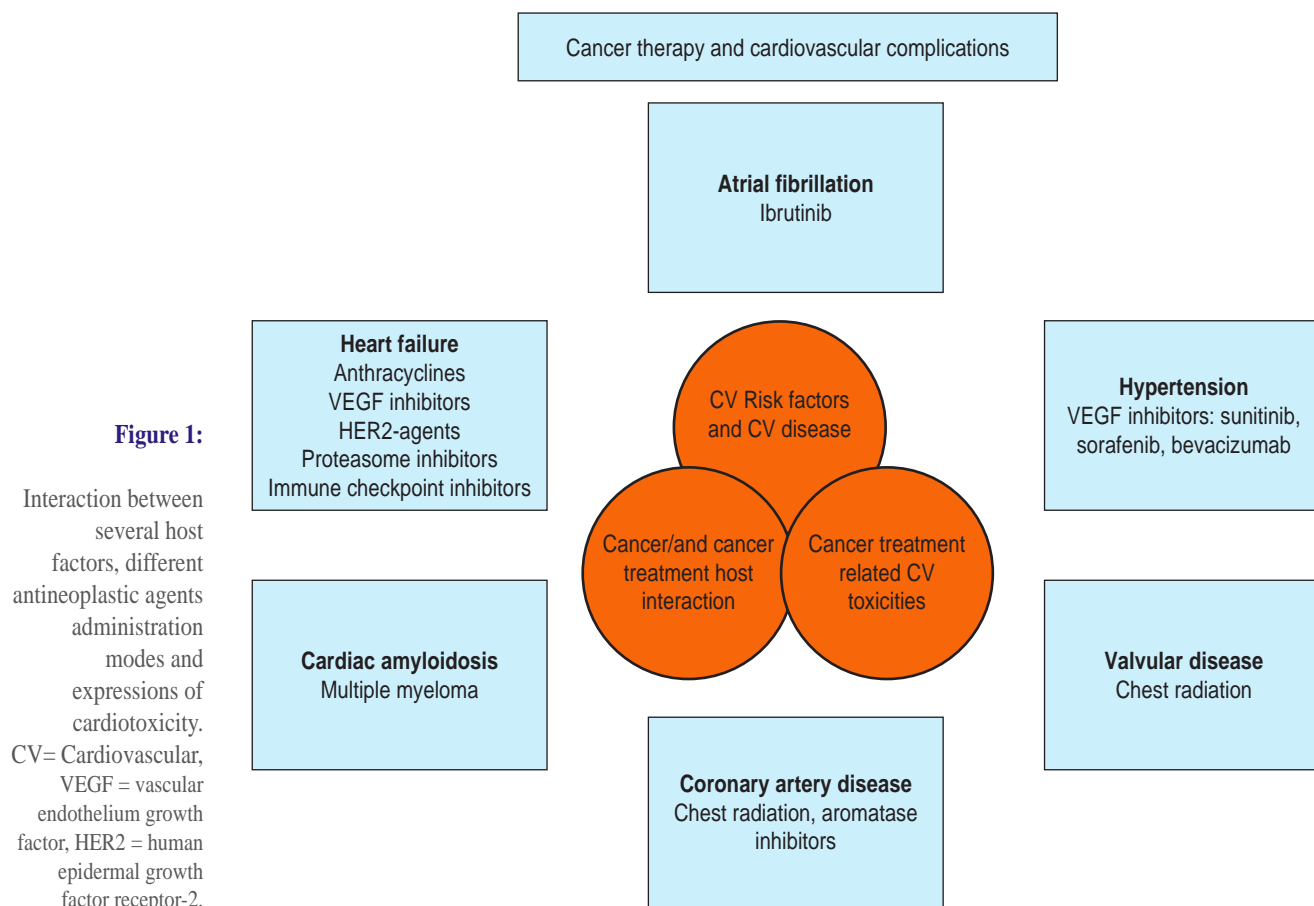 Cancer therapy and cardiovascular complications
Atrial fibrillation
Ibrutinib
Heart failure
Anthracyclines
VEGF inhibitors
HER2-agents
Proteasome inhibitors
Immune checkpoint inhibitors
CV Risk factors
and CV disease
Hypertension
VEGF inhibitors: sunitinib,
sorafenib, bevacizumab
Cancer/and cancer
treatment host
interaction
Cancer treatment
related CV
toxicities
Cardiac amyloidosis
Multiple myeloma
Valvular disease
Chest radiation
Coronary artery disease
Chest radiation, aromatase
inhibitors
Figure 1:
Interaction between
several host
factors, different
antineoplastic agents
administration
modes and
expressions of
cardiotoxicity.
CV= Cardiovascular,
VEGF = vascular
endothelium growth
factor, HER2 = human
epidermal growth
factor receptor-2.